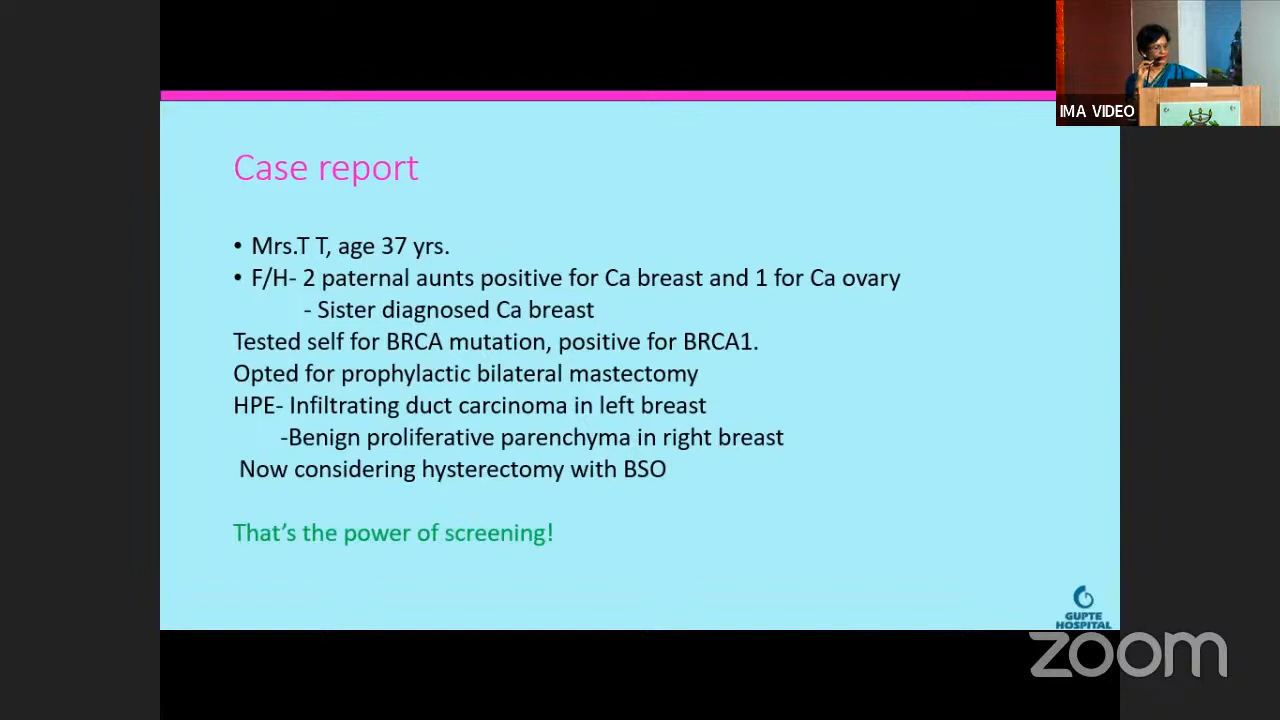 IMA VIDEO
Case report
• Mrs.T T, age 37 yrs.
• F/H- 2 paternal aunts positive for Ca breast and 1 for Ca ovary
- Sister diagnosed Ca breast
Tested self for BRCA mutation, positive for BRCA1.
Opted for prophylactic bilateral mastectomy
HPE- Infiltrating duct carcinoma in left breast
-Benign proliferative parenchyma in right breast
Now considering hysterectomy with BSO
That's the power of screening!
GUPTE
HOSPITAL
zoom